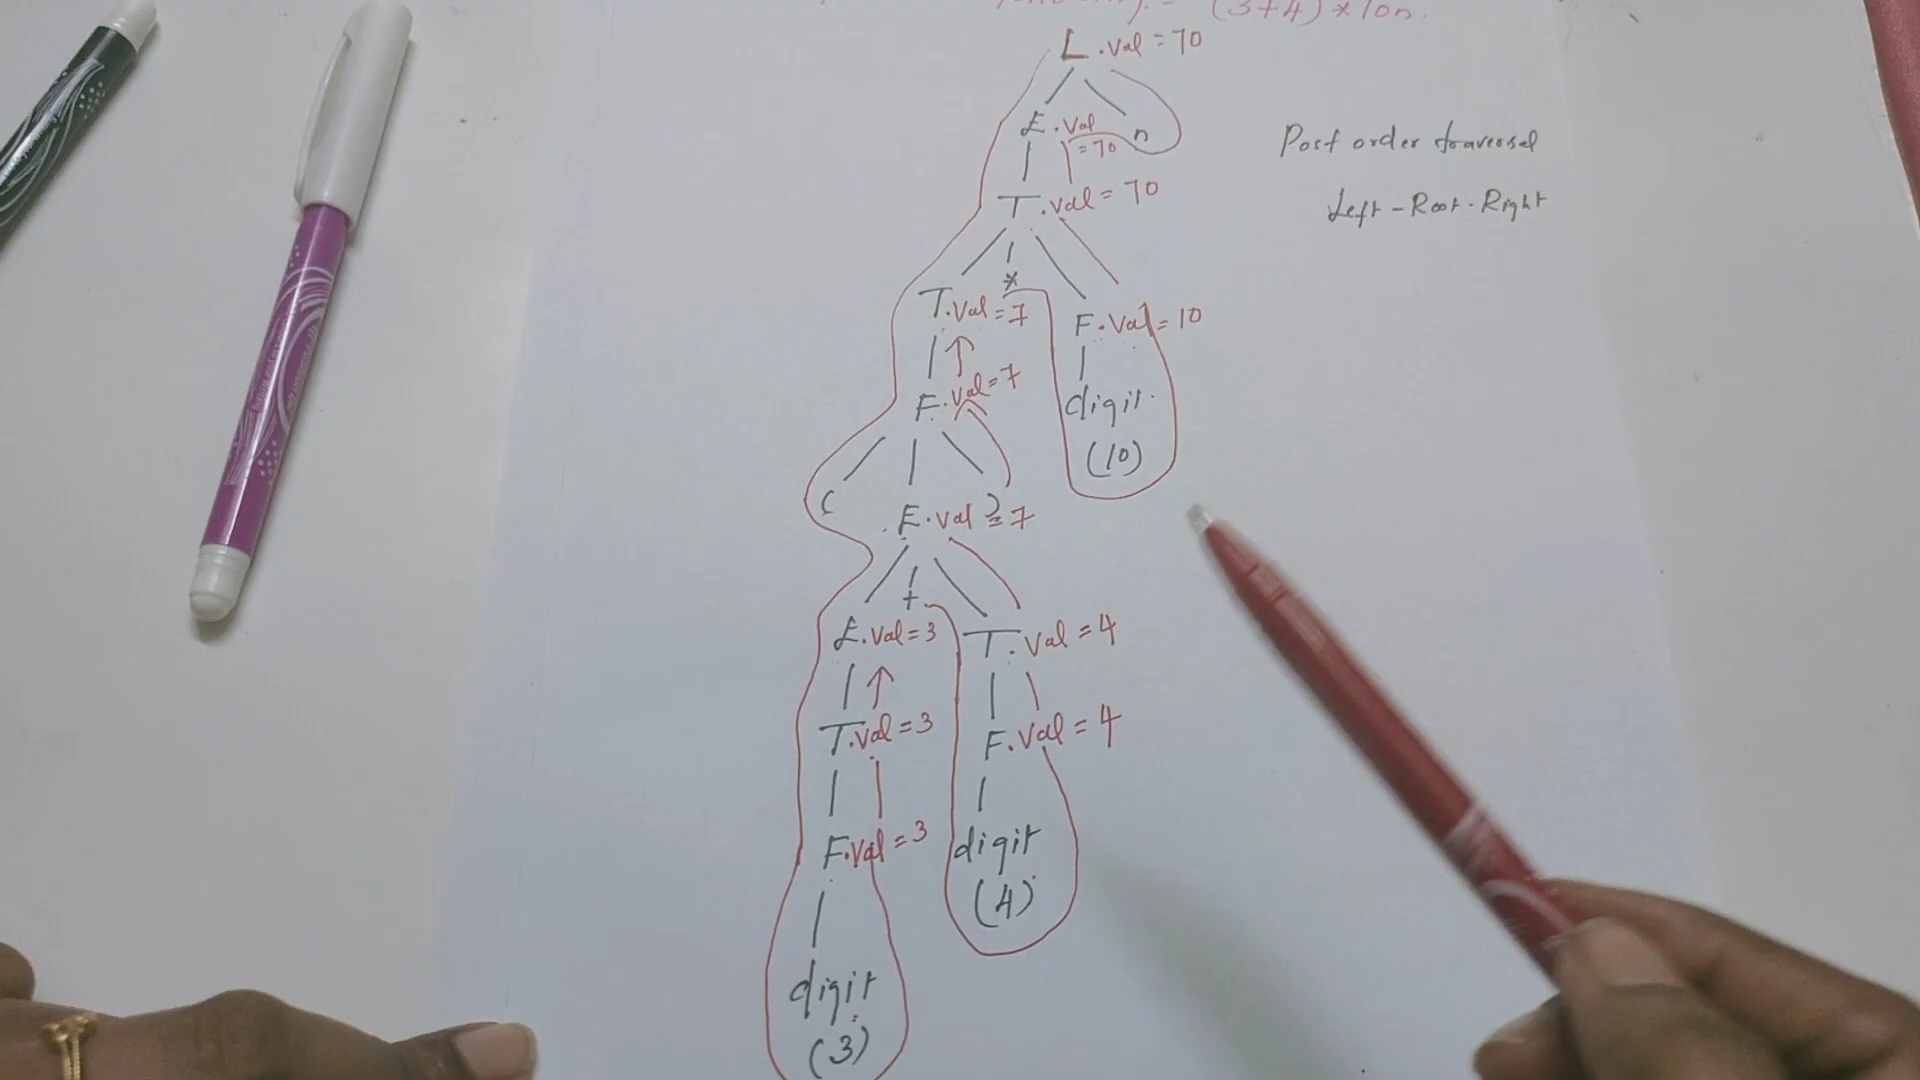 (3+4) * 10n.
L.val = 70
E.val = 70 n
T.val = 70
T.val = 7 * F.val = 10
F.val = 7 digit (10)
( E.val = 7 )
E.val = 3 + T.val = 4
T.val = 3 F.val = 4
F.val = 3 digit (4)
digit (3)
Post order traversal
Left - Root - Right